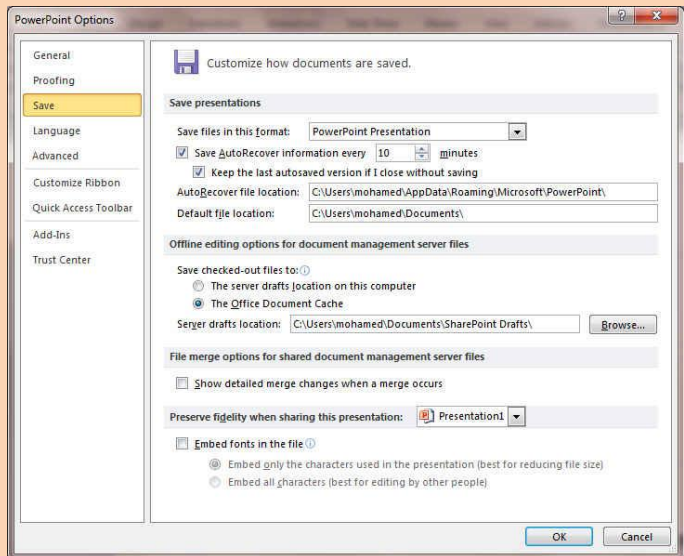 PowerPoint Options
General
Proofing
Save
Language
Advanced
Customize Ribbon
Quick Access Toolbar
Add-Ins
Trust Center
Customize how documents are saved.
Save presentations
Save files in this format: PowerPoint Presentation
Save AutoRecover information every 10 minutes
Keep the last autosaved version if I close without saving
AutoRecover file location: C:\Users\mohamed\AppData\Roaming\Microsoft\PowerPoint\
Default file location: C:\Users\mohamed\Documents\
Offline editing options for document management server files
Save checked-out files to:
The server drafts location on this computer
The Office Document Cache
Server drafts location: C:\Users\mohamed\Documents\SharePoint Drafts\ Browse...
File merge options for shared document management server files
Show detailed merge changes when a merge occurs
Preserve fidelity when sharing this presentation: Presentation1
Embed fonts in the file
Embed only the characters used in the presentation (best for reducing file size)
Embed all characters (best for editing by other people)
OK Cancel